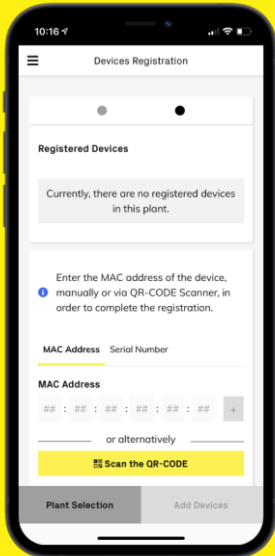 10:16
Devices Registration
Registered Devices
Currently, there are no registered devices
in this plant.
Enter the MAC address of the device,
manually or via QR-CODE Scanner, in
order to complete the registration.
MAC Address Serial Number
MAC Address
## : ## : ## : ## : ## : ## +
or alternatively
Scan the QR-CODE
Plant Selection Add Devices